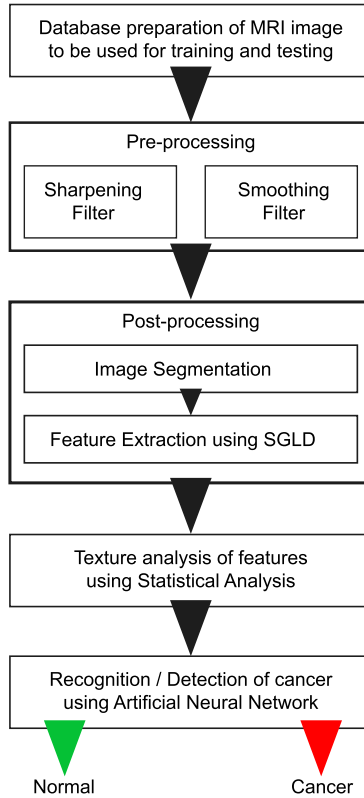 Database preparation of MRI image
to be used for training and testing
Pre-processing
Sharpening
Filter
Smoothing
Filter
Post-processing
Image Segmentation
Feature Extraction using SGLD
Texture analysis of features
using Statistical Analysis
Recognition / Detection of cancer
using Artificial Neural Network
Normal
Cancer